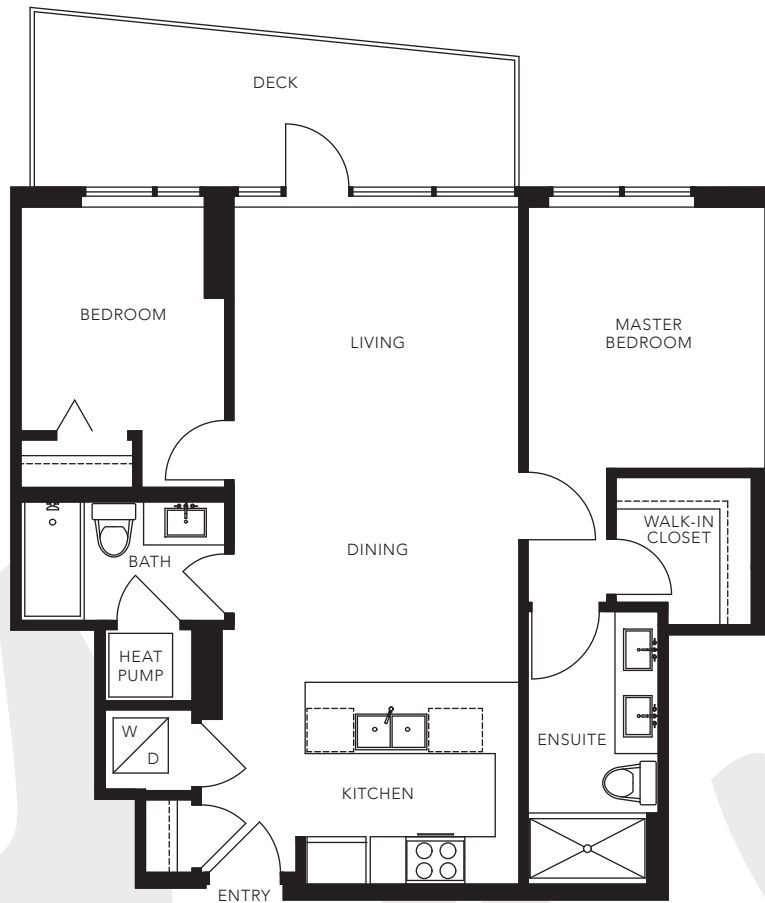 DECK
BEDROOM
LIVING
MASTER
BEDROOM
WALK-IN
CLOSET
DINING
BATH
HEAT
PUMP
W
D
ENSUITE
KITCHEN
ENTRY